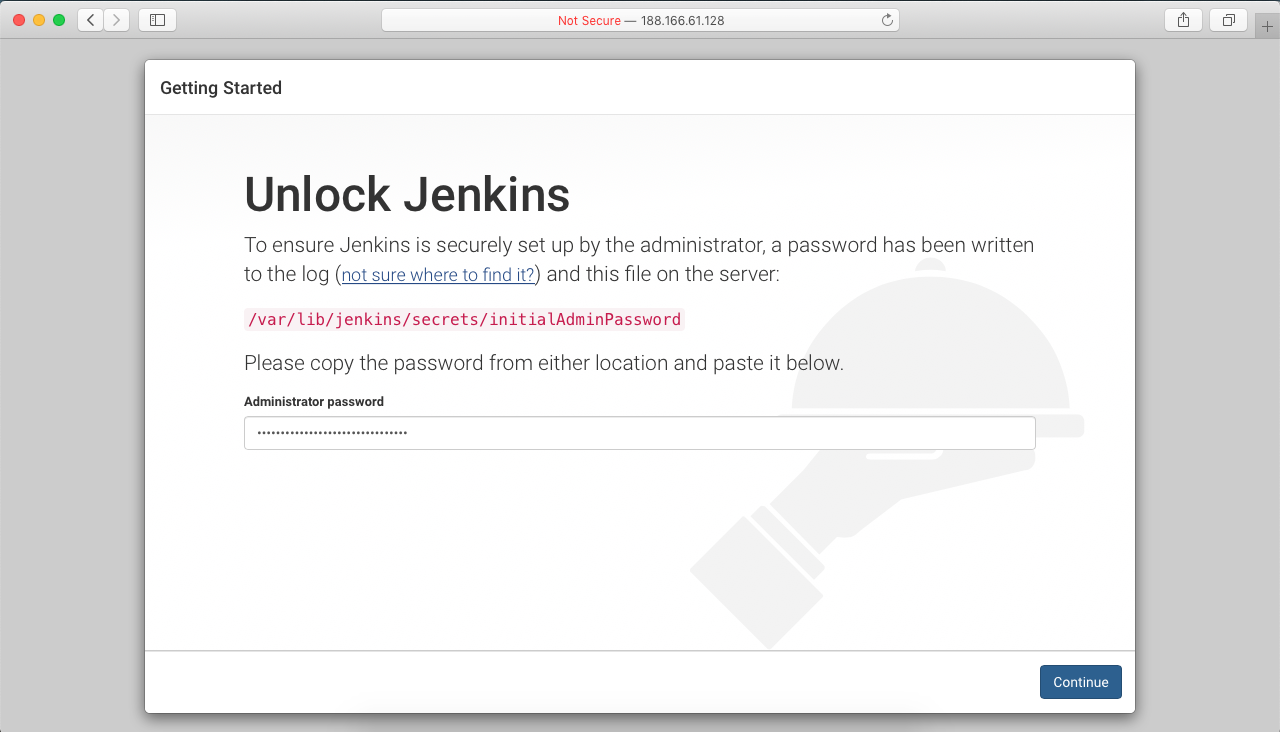 Not Secure — 188.166.61.128
Getting Started
Unlock Jenkins
To ensure Jenkins is securely set up by the administrator, a password has been written
to the log (not sure where to find it?) and this file on the server:
/var/lib/jenkins/secrets/initialAdminPassword
Please copy the password from either location and paste it below.
Administrator password
Continue